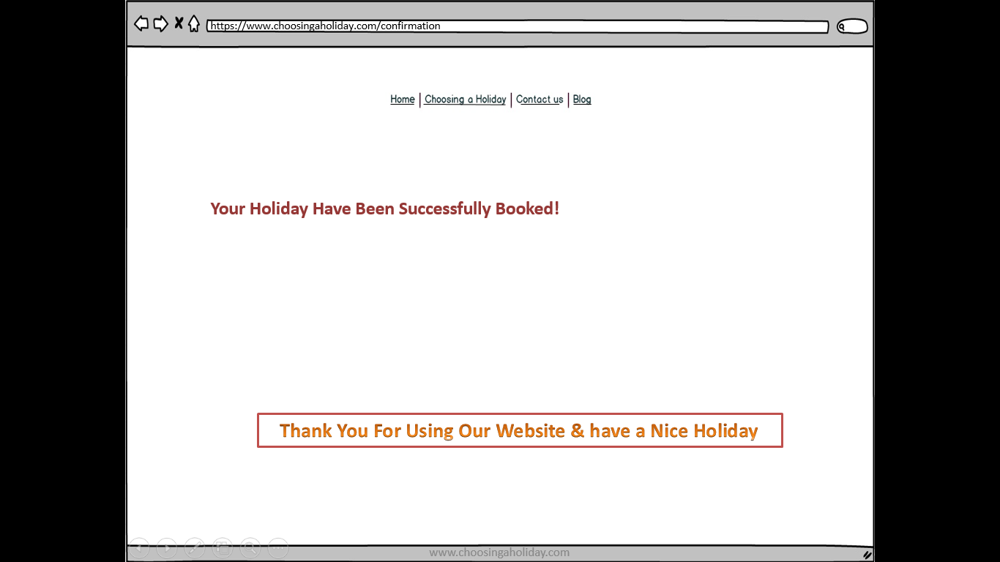 https://www.choosingaholiday.com/confirmation
Home | Choosing a Holiday | Contact us | Blog
Your Holiday Have Been Successfully Booked!
Thank You For Using Our Website & have a Nice Holiday
www.choosingaholiday.com